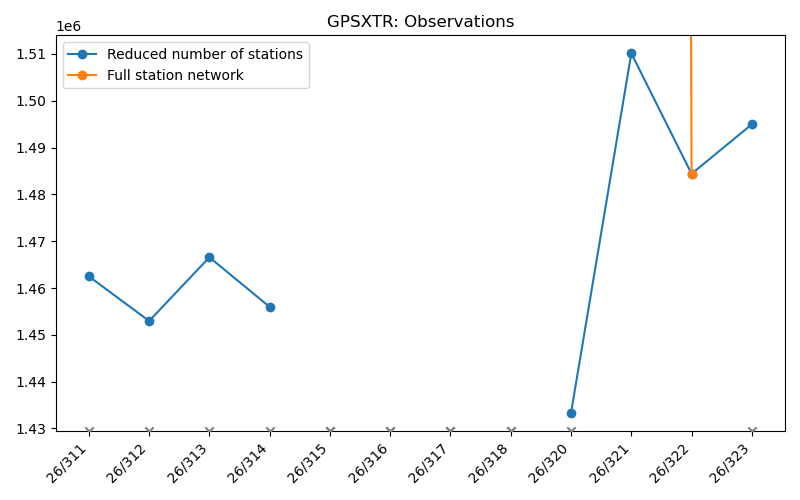 GPSXTR: Observations
1e6
Reduced number of stations
Full station network
1.51
1.50
1.49
1.48
1.47
1.46
1.45
1.44
1.43
26/311 26/312 26/313 26/314 26/315 26/316 26/317 26/318 26/320 26/321 26/322 26/323